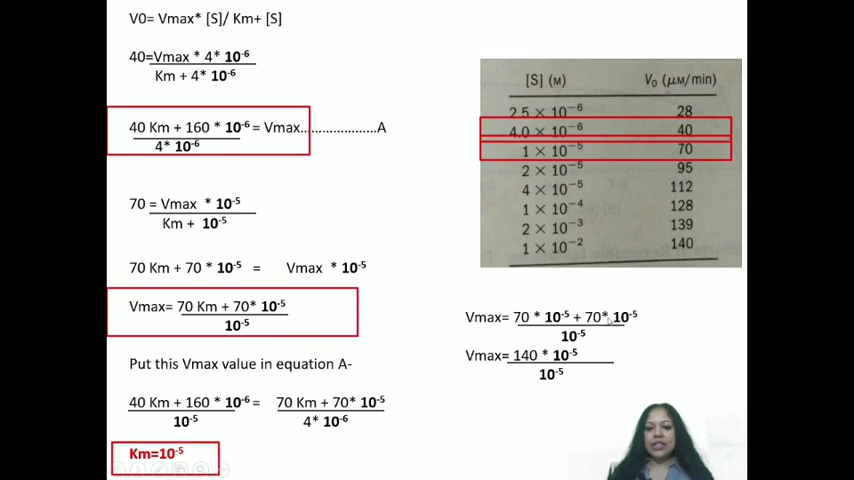 V0= Vmax* [S]/ Km+ [S]
40=Vmax * 4* 10-6
Km + 4* 10-6
40 Km + 160 * 10-6 = Vmax.....................A
4* 10-6
70 = Vmax * 10-5
Km + 10-5
70 Km + 70 * 10-5 = Vmax * 10-5
Vmax= 70 Km + 70* 10-5
10-5
Put this Vmax value in equation A-
40 Km + 160 * 10-6 = 70 Km + 70* 10-5
10-5 4* 10-6
Km=10-5
[S] (M) V0 (μM/min)
2.5 × 10−6 28
4.0 × 10−6 40
1 × 10−5 70
2 × 10−5 95
4 × 10−5 112
1 × 10−4 128
2 × 10−3 139
1 × 10−2 140
Vmax= 70 * 10-5 + 70* 10-5
10-5
Vmax= 140 * 10-5
10-5